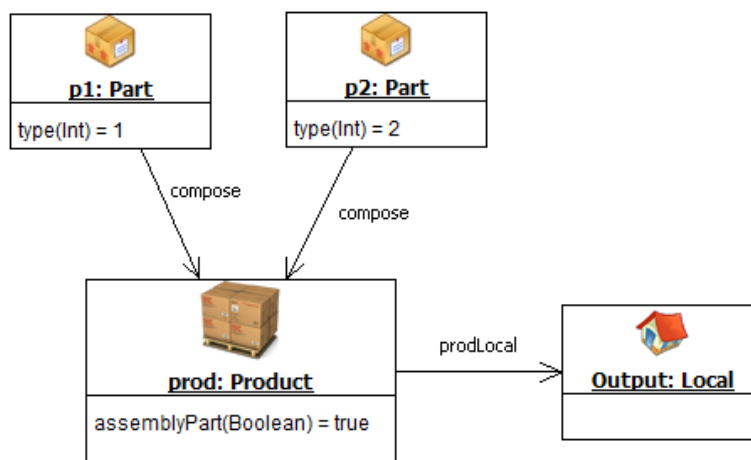 p1: Part
type(Int) = 1
p2: Part
type(Int) = 2
compose
compose
prod: Product
assemblyPart(Boolean) = true
prodLocal
Output: Local